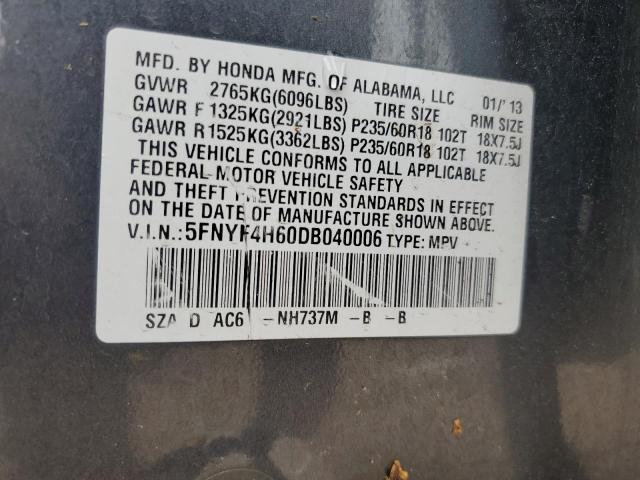 MFD. BY HONDA MFG. OF ALABAMA, LLC 01/'13
GVWR 2765KG(6096LBS) TIRE SIZE RIM SIZE
GAWR F 1325KG(2921LBS) P235/60R18 102T 18X7.5J
GAWR R 1525KG(3362LBS) P235/60R18 102T 18X7.5J
THIS VEHICLE CONFORMS TO ALL APPLICABLE
FEDERAL MOTOR VEHICLE SAFETY
AND THEFT PREVENTION STANDARDS IN EFFECT
ON THE DATE OF MANUFACTURE SHOWN ABOVE.
V.I.N.:5FNYF4H60DB040006 TYPE: MPV
SZA D AC6 -NH737M -B -B